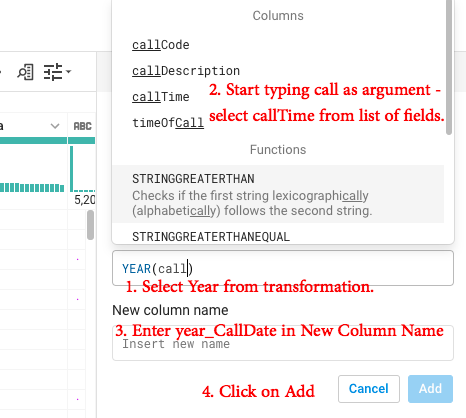 Columns
callCode
callDescription
callTime
2. Start typing call as argument -
timeOfCall
select callTime from list of fields.
a
ABC
Functions
STRINGGREATERTHAN
Checks if the first string lexicographically
(alphabetically) follows the second string.
5,20
STRINGGREATERTHANEQUAL
YEAR(call)
1. Select Year from transformation.
New column name
3. Enter year_CallDate in New Column Name
Insert new name
4. Click on Add
Cancel
Add